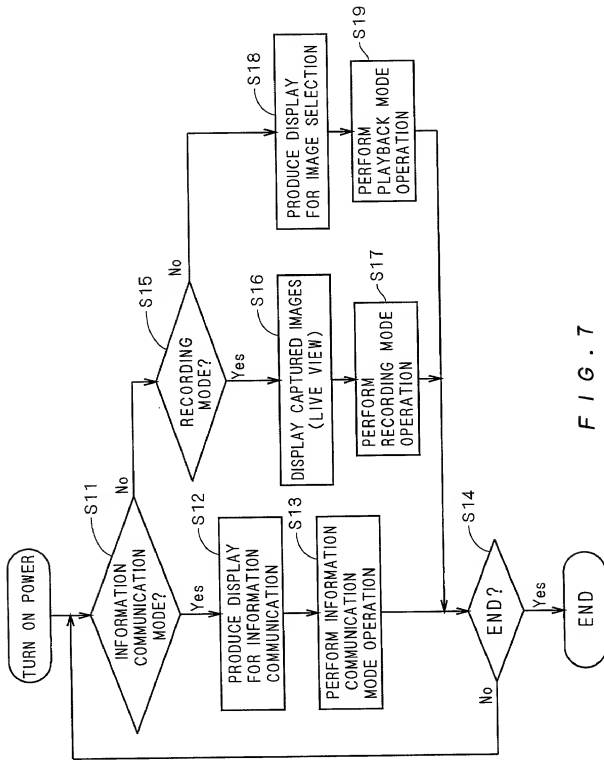 TURN ON POWER
S11
INFORMATION
COMMUNICATION
MODE?
No
Yes
S12
PRODUCE DISPLAY
FOR INFORMATION
COMMUNICATION
S13
PERFORM INFORMATION
COMMUNICATION
MODE OPERATION
S15
RECORDING
MODE?
No
Yes
S16
DISPLAY CAPTURED IMAGES
(LIVE VIEW)
S17
PERFORM
RECORDING MODE
OPERATION
S18
PRODUCE DISPLAY
FOR IMAGE SELECTION
S19
PERFORM
PLAYBACK MODE
OPERATION
S14
END?
No
Yes
END
FIG.7